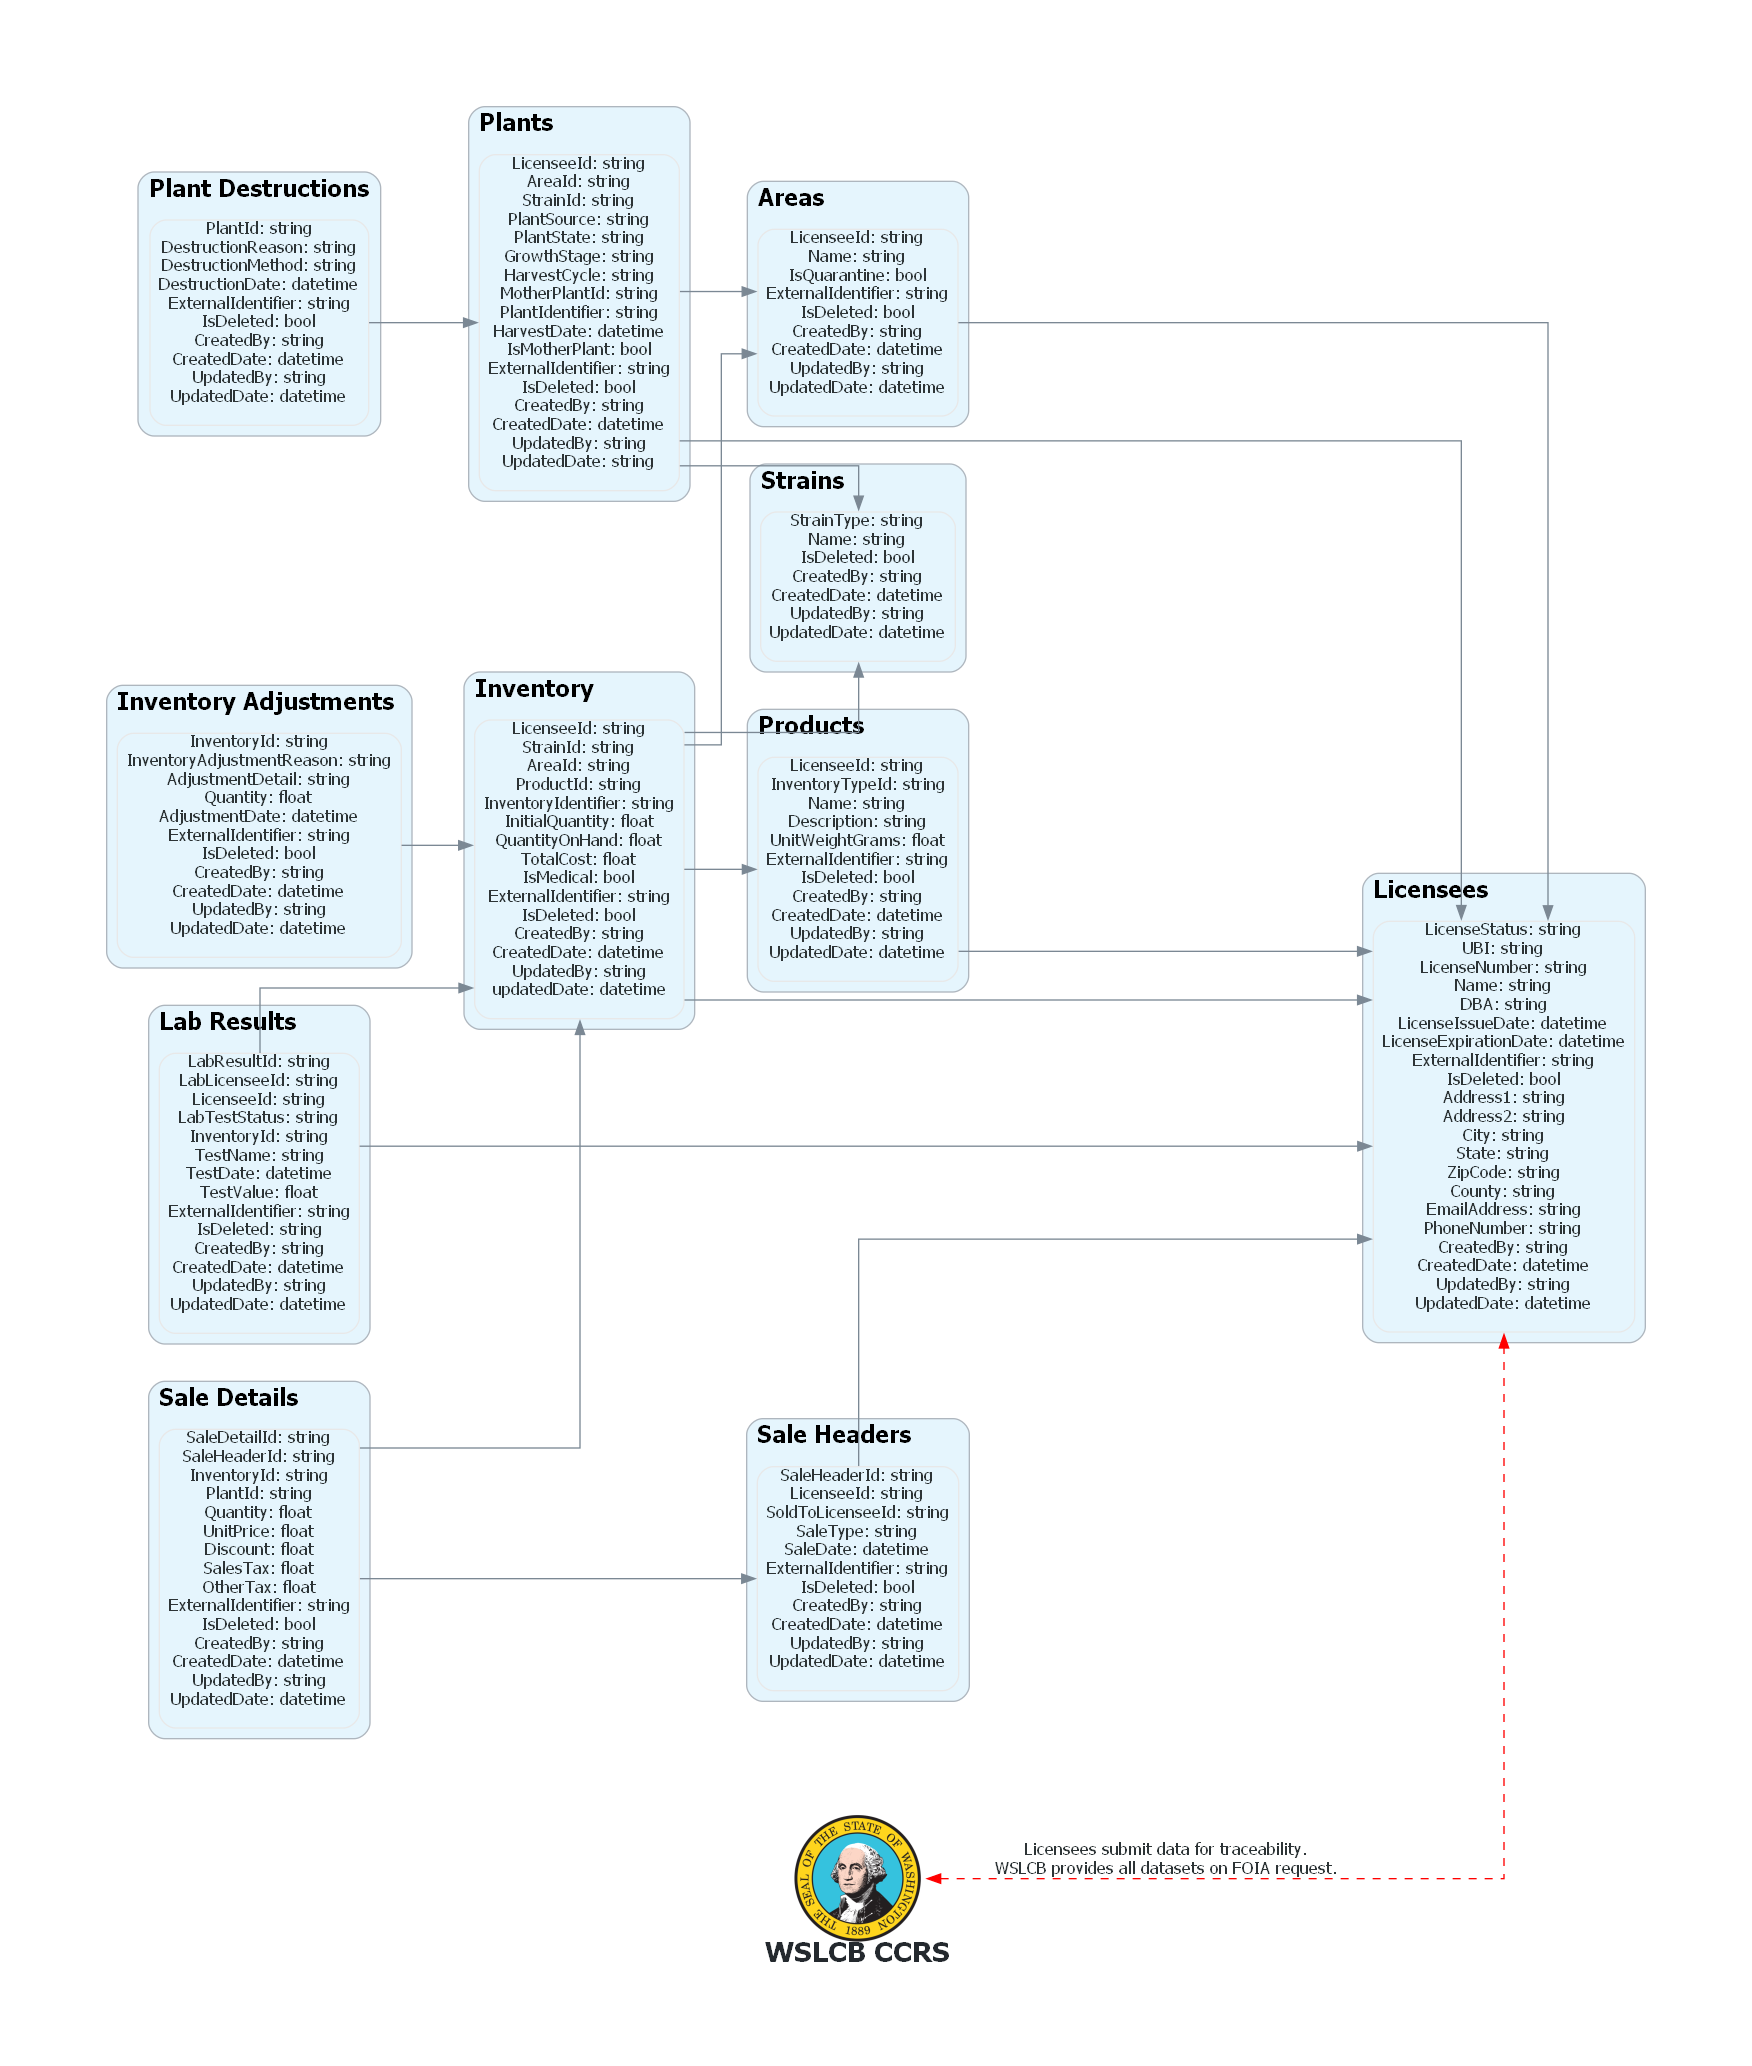 Plants
LicenseeId: string
AreaId: string
StrainId: string
PlantSource: string
PlantState: string
GrowthStage: string
HarvestCycle: string
MotherPlantId: string
PlantIdentifier: string
HarvestDate: datetime
IsMotherPlant: bool
ExternalIdentifier: string
IsDeleted: bool
CreatedBy: string
CreatedDate: datetime
UpdatedBy: string
UpdatedDate: string
Plant Destructions
PlantId: string
DestructionReason: string
DestructionMethod: string
DestructionDate: datetime
ExternalIdentifier: string
IsDeleted: bool
CreatedBy: string
CreatedDate: datetime
UpdatedBy: string
UpdatedDate: datetime
Areas
LicenseeId: string
Name: string
IsQuarantine: bool
ExternalIdentifier: string
IsDeleted: bool
CreatedBy: string
CreatedDate: datetime
UpdatedBy: string
UpdatedDate: datetime
Strains
StrainType: string
Name: string
IsDeleted: bool
CreatedBy: string
CreatedDate: datetime
UpdatedBy: string
UpdatedDate: datetime
Inventory Adjustments
InventoryId: string
InventoryAdjustmentReason: string
AdjustmentDetail: string
Quantity: float
AdjustmentDate: datetime
ExternalIdentifier: string
IsDeleted: bool
CreatedBy: string
CreatedDate: datetime
UpdatedBy: string
UpdatedDate: datetime
Inventory
LicenseeId: string
StrainId: string
AreaId: string
ProductId: string
InventoryIdentifier: string
InitialQuantity: float
QuantityOnHand: float
TotalCost: float
IsMedical: bool
ExternalIdentifier: string
IsDeleted: bool
CreatedBy: string
CreatedDate: datetime
UpdatedBy: string
updatedDate: datetime
Products
LicenseeId: string
InventoryTypeId: string
Name: string
Description: string
UnitWeightGrams: float
ExternalIdentifier: string
IsDeleted: bool
CreatedBy: string
CreatedDate: datetime
UpdatedBy: string
UpdatedDate: datetime
Licensees
LicenseStatus: string
UBI: string
LicenseNumber: string
Name: string
DBA: string
LicenseIssueDate: datetime
LicenseExpirationDate: datetime
ExternalIdentifier: string
IsDeleted: bool
Address1: string
Address2: string
City: string
State: string
ZipCode: string
County: string
EmailAddress: string
PhoneNumber: string
CreatedBy: string
CreatedDate: datetime
UpdatedBy: string
UpdatedDate: datetime
Lab Results
LabResultId: string
LabLicenseeId: string
LicenseeId: string
LabTestStatus: string
InventoryId: string
TestName: string
TestDate: datetime
TestValue: float
ExternalIdentifier: string
IsDeleted: string
CreatedBy: string
CreatedDate: datetime
UpdatedBy: string
UpdatedDate: datetime
Sale Details
SaleDetailId: string
SaleHeaderId: string
InventoryId: string
PlantId: string
Quantity: float
UnitPrice: float
Discount: float
SalesTax: float
OtherTax: float
ExternalIdentifier: string
IsDeleted: bool
CreatedBy: string
CreatedDate: datetime
UpdatedBy: string
UpdatedDate: datetime
Sale Headers
SaleHeaderId: string
LicenseeId: string
SoldToLicenseeId: string
SaleType: string
SaleDate: datetime
ExternalIdentifier: string
IsDeleted: bool
CreatedBy: string
CreatedDate: datetime
UpdatedBy: string
UpdatedDate: datetime
THE SEAL OF THE STATE OF WASHINGTON
1889
WSLCB CCRS
Licensees submit data for traceability.
WSLCB provides all datasets on FOIA request.